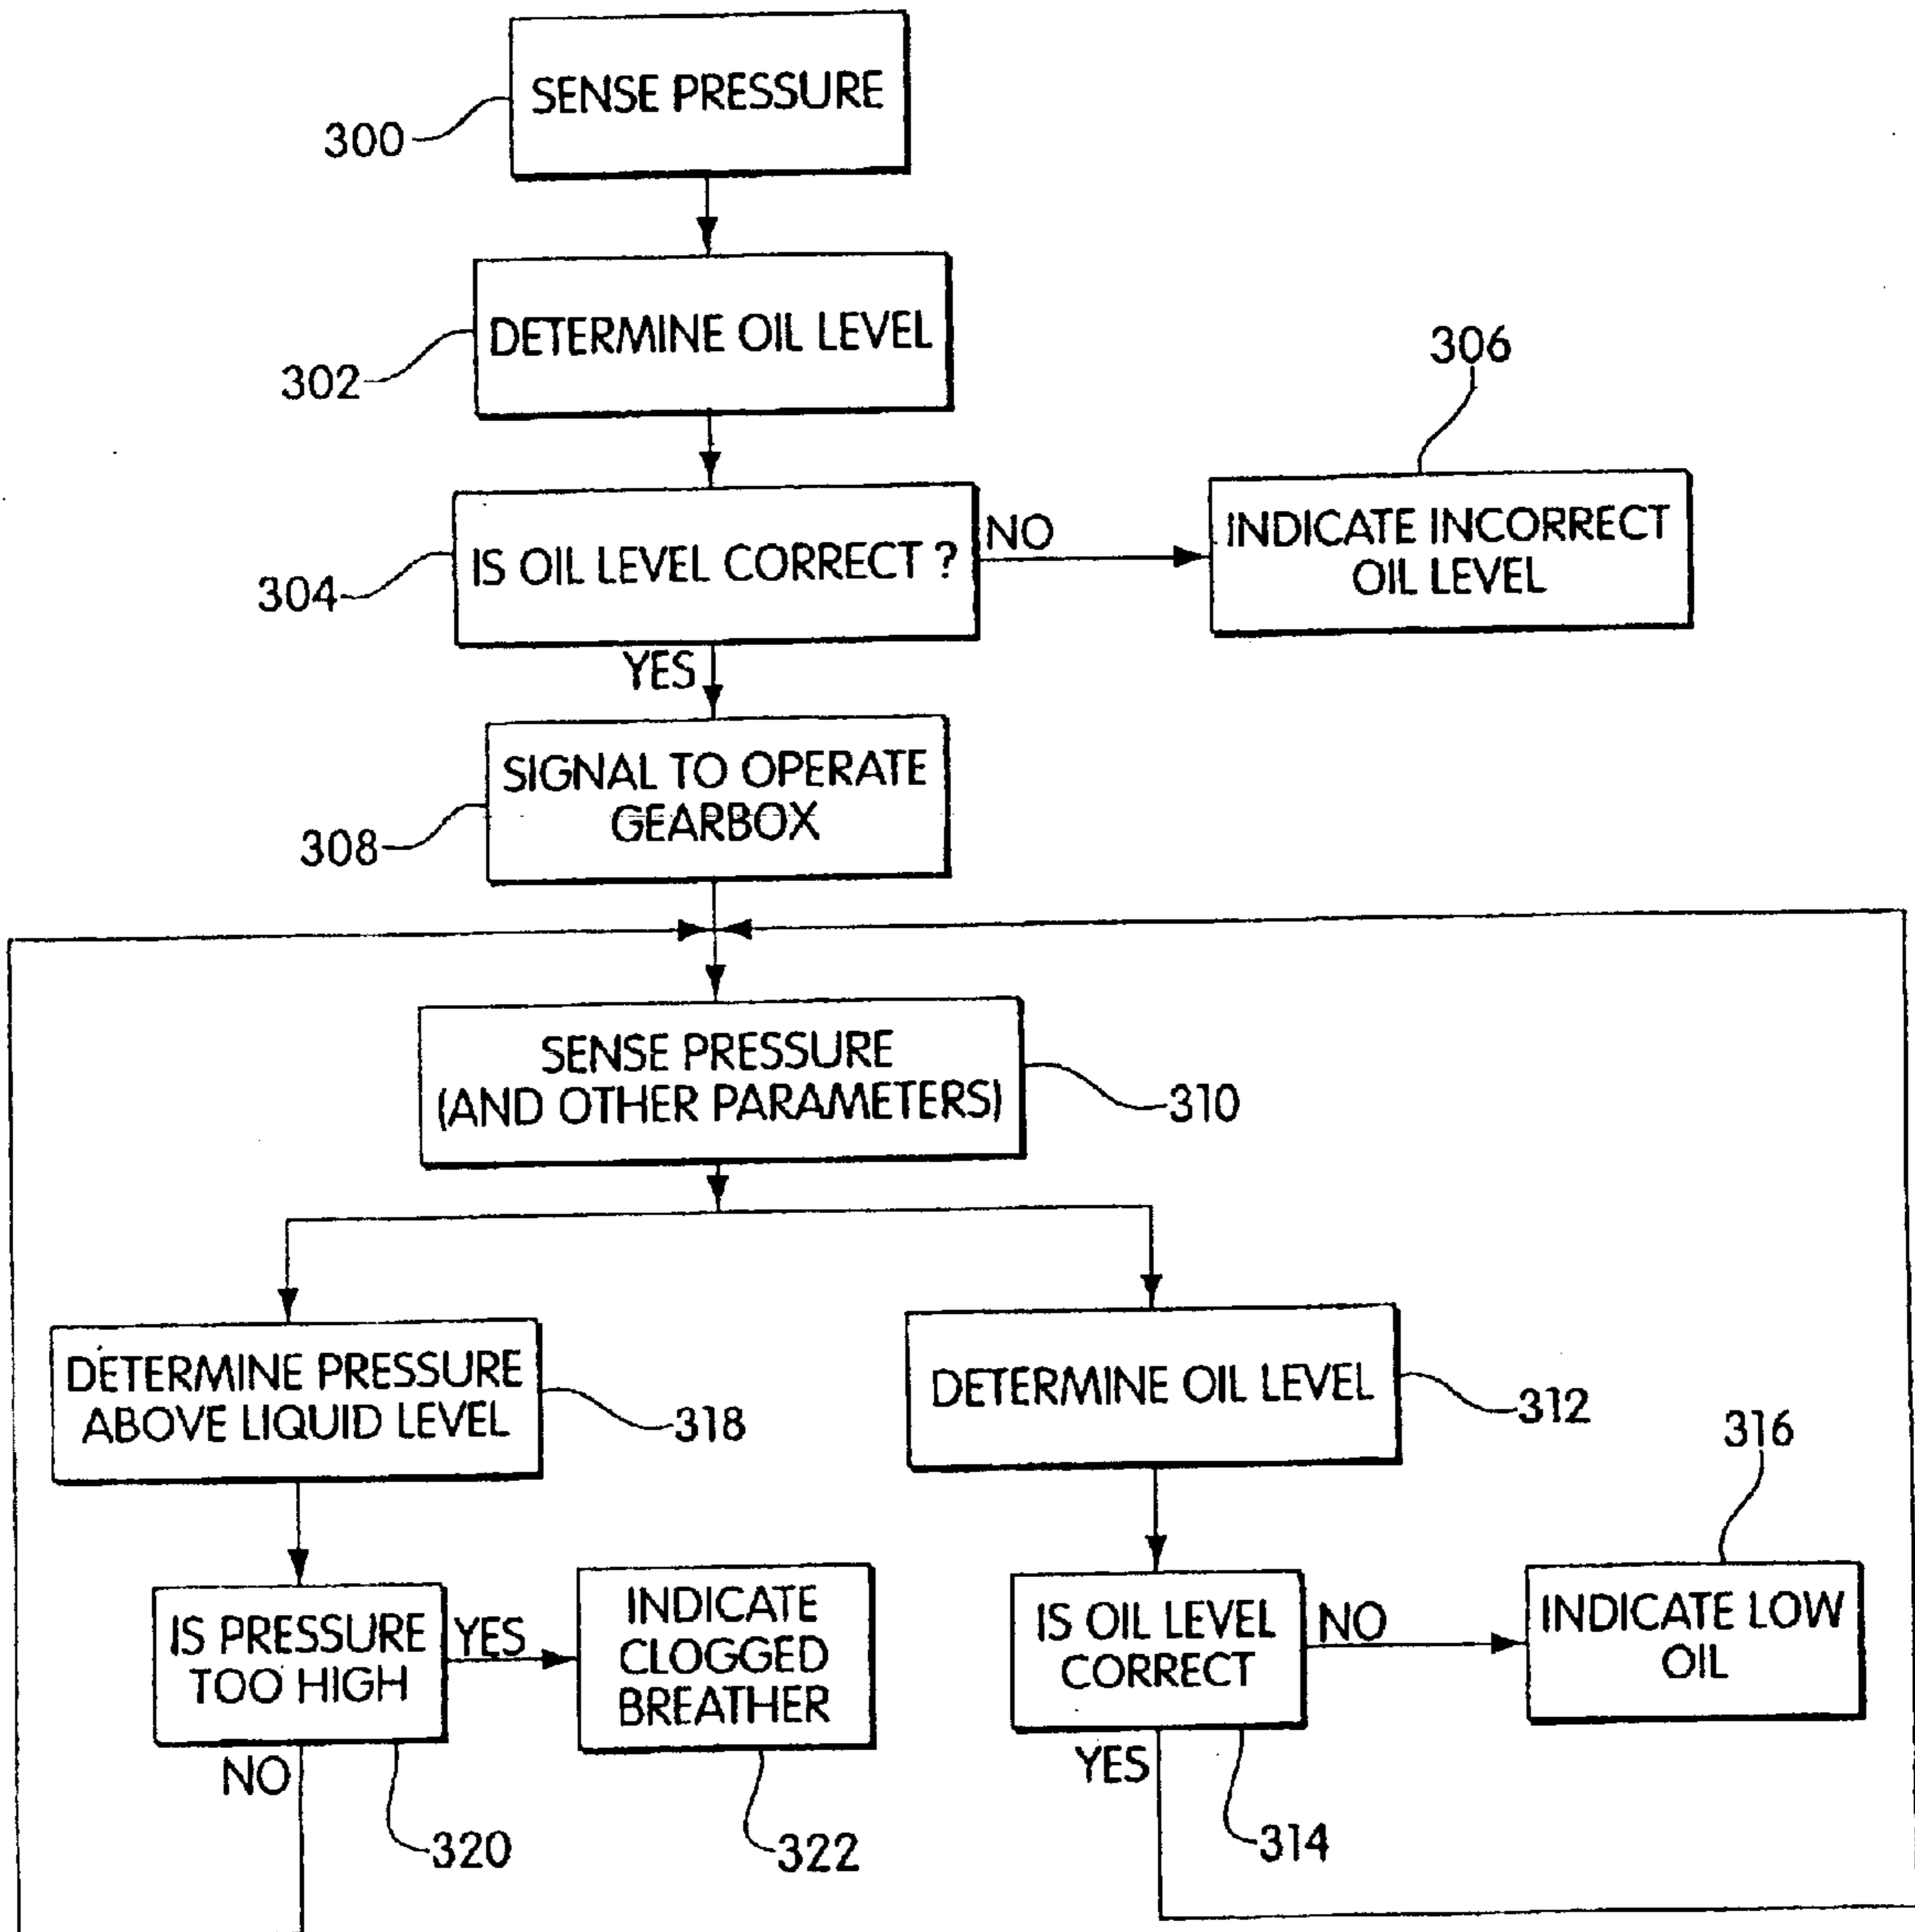 SENSE PRESSURE
300
DETERMINE OIL LEVEL
302
306
IS OIL LEVEL CORRECT ?
NO
INDICATE INCORRECT
OIL LEVEL
304
YES
SIGNAL TO OPERATE
GEARBOX
308
SENSE PRESSURE
(AND OTHER PARAMETERS)
310
DETERMINE PRESSURE
ABOVE LIQUID LEVEL
318
DETERMINE OIL LEVEL
312
316
IS PRESSURE
TOO HIGH
YES
INDICATE
CLOGGED
BREATHER
IS OIL LEVEL
CORRECT
NO
INDICATE LOW
OIL
NO
YES
320
322
314